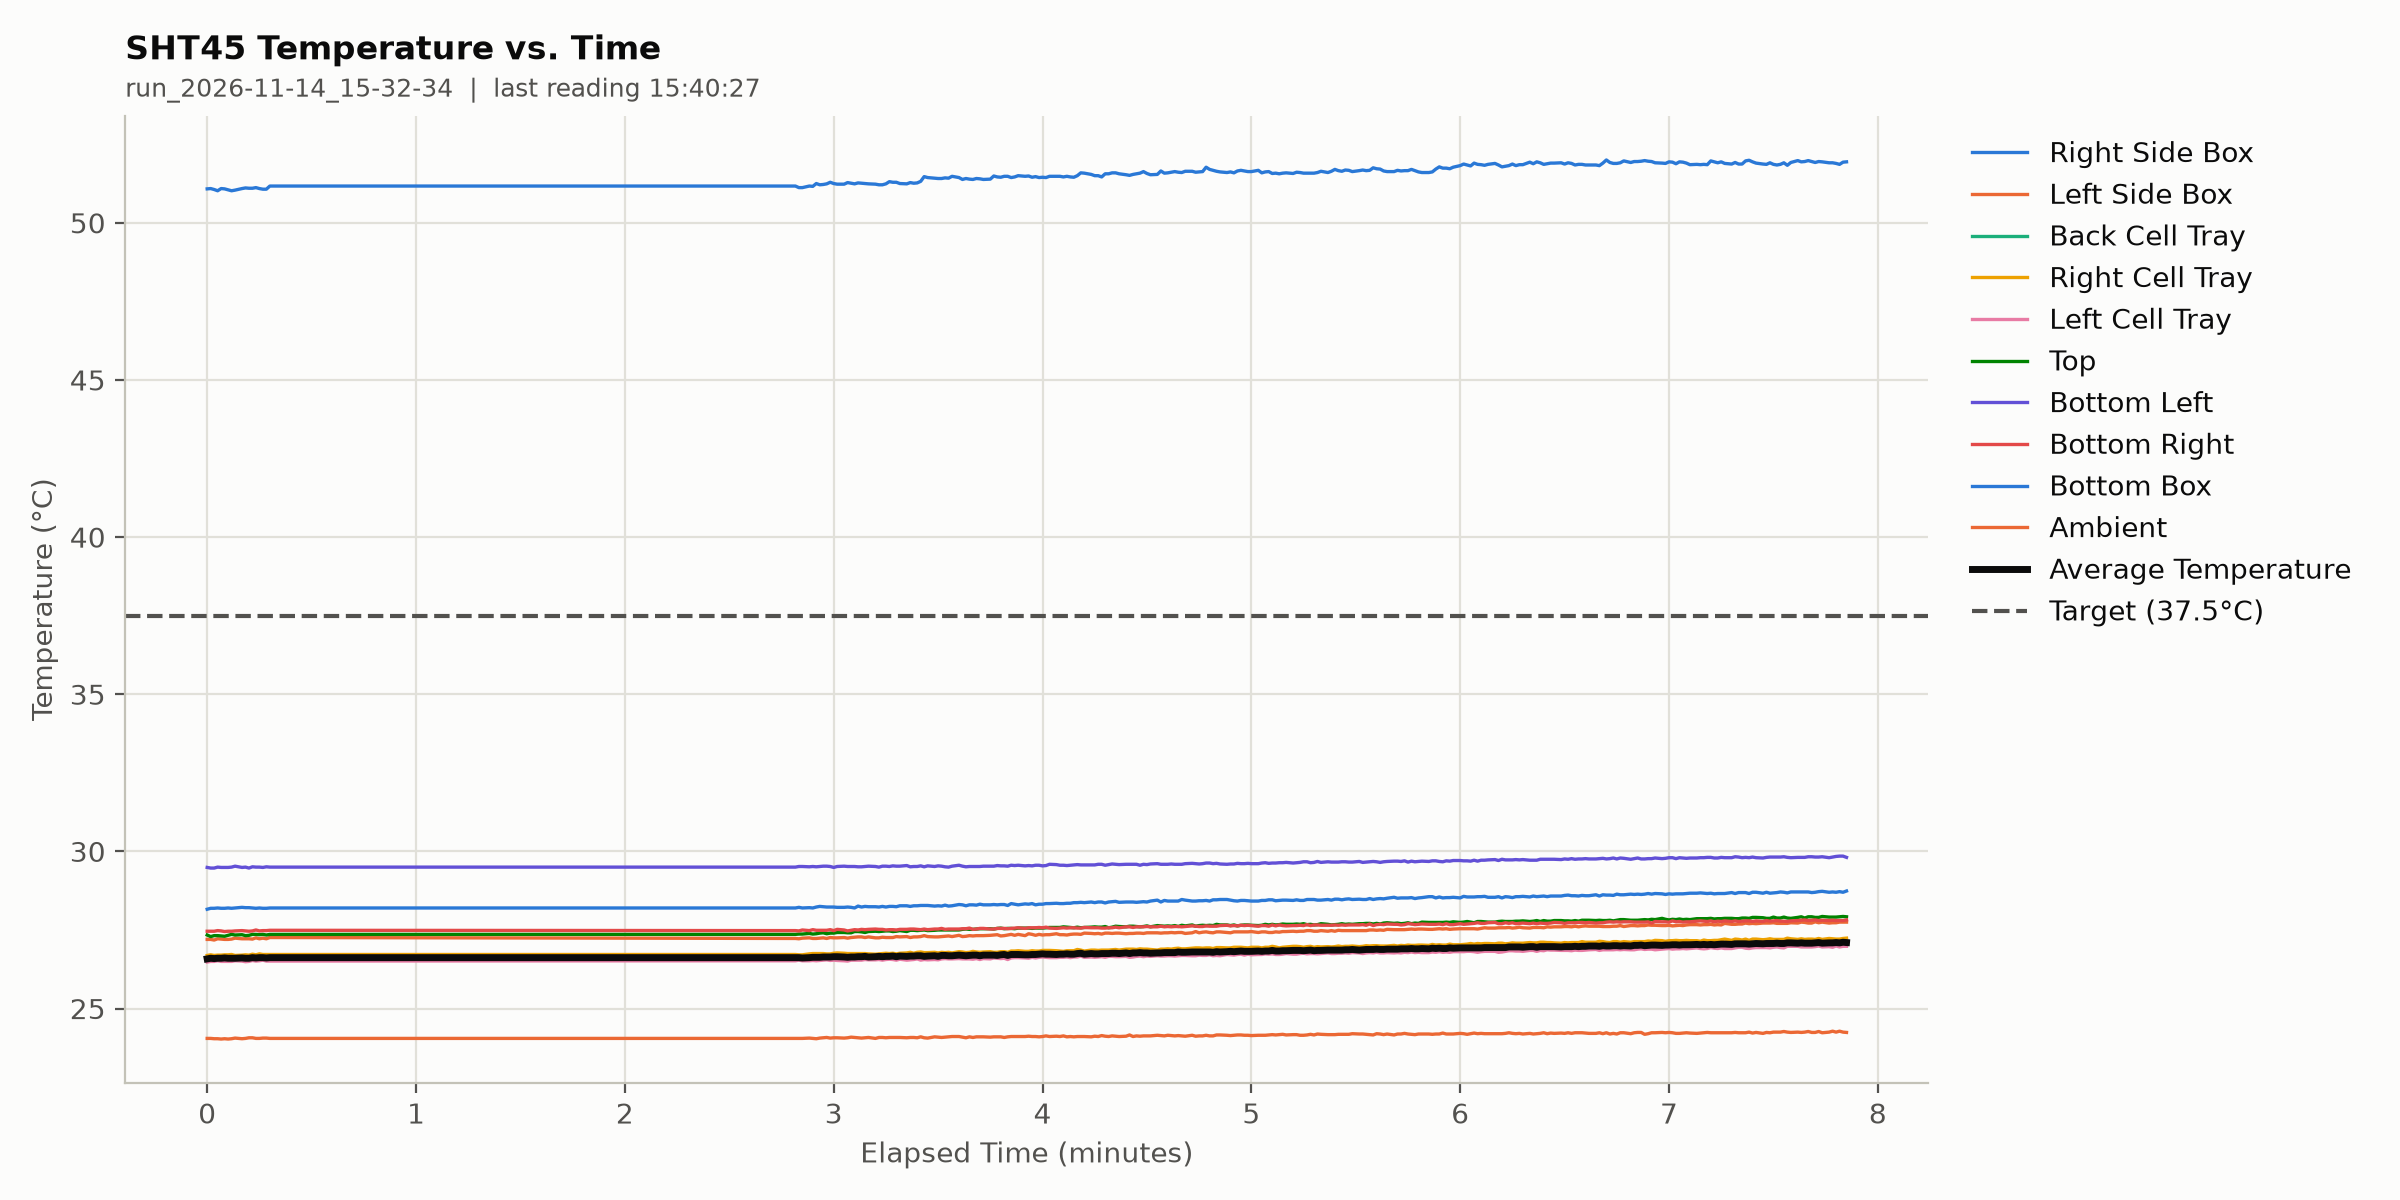 SHT45 Temperature vs. Time
run_2026-11-14_15-32-34  |  last reading 15:40:27
Temperature (°C)
50
45
40
35
30
25
0 1 2 3 4 5 6 7 8
Elapsed Time (minutes)
Right Side Box
Left Side Box
Back Cell Tray
Right Cell Tray
Left Cell Tray
Top
Bottom Left
Bottom Right
Bottom Box
Ambient
Average Temperature
Target (37.5°C)